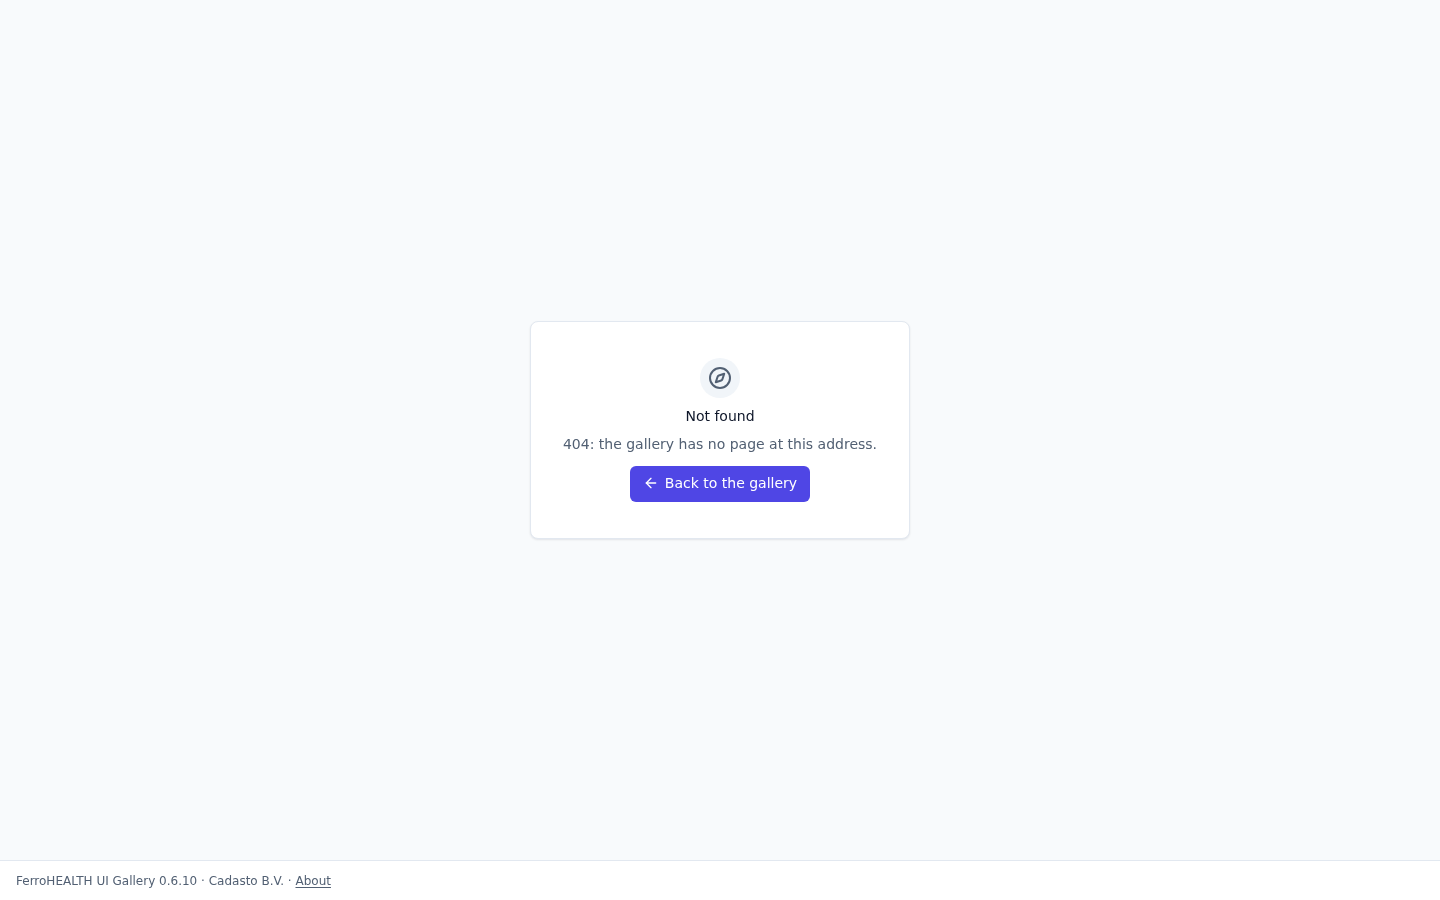 Not found
404: the gallery has no page at this address.
Back to the gallery
FerroHEALTH UI Gallery 0.6.10 · Cadasto B.V. · About